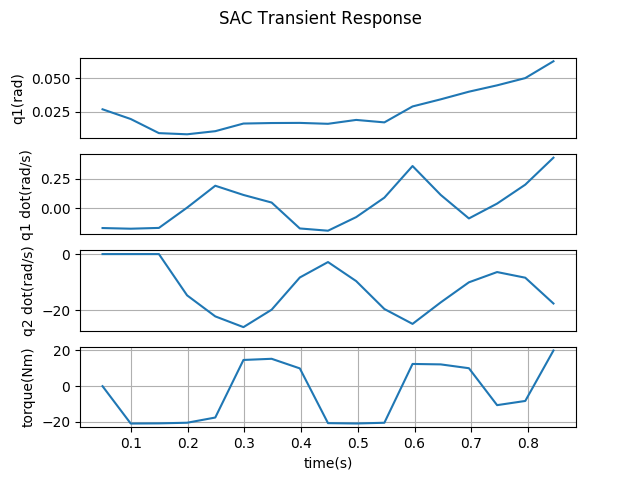 SAC Transient Response
q1(rad)
0.050
0.025
q1 dot(rad/s)
0.25
0.00
q2 dot(rad/s)
0
−20
torque(Nm)
20
0
−20
0.1 0.2 0.3 0.4 0.5 0.6 0.7 0.8
time(s)